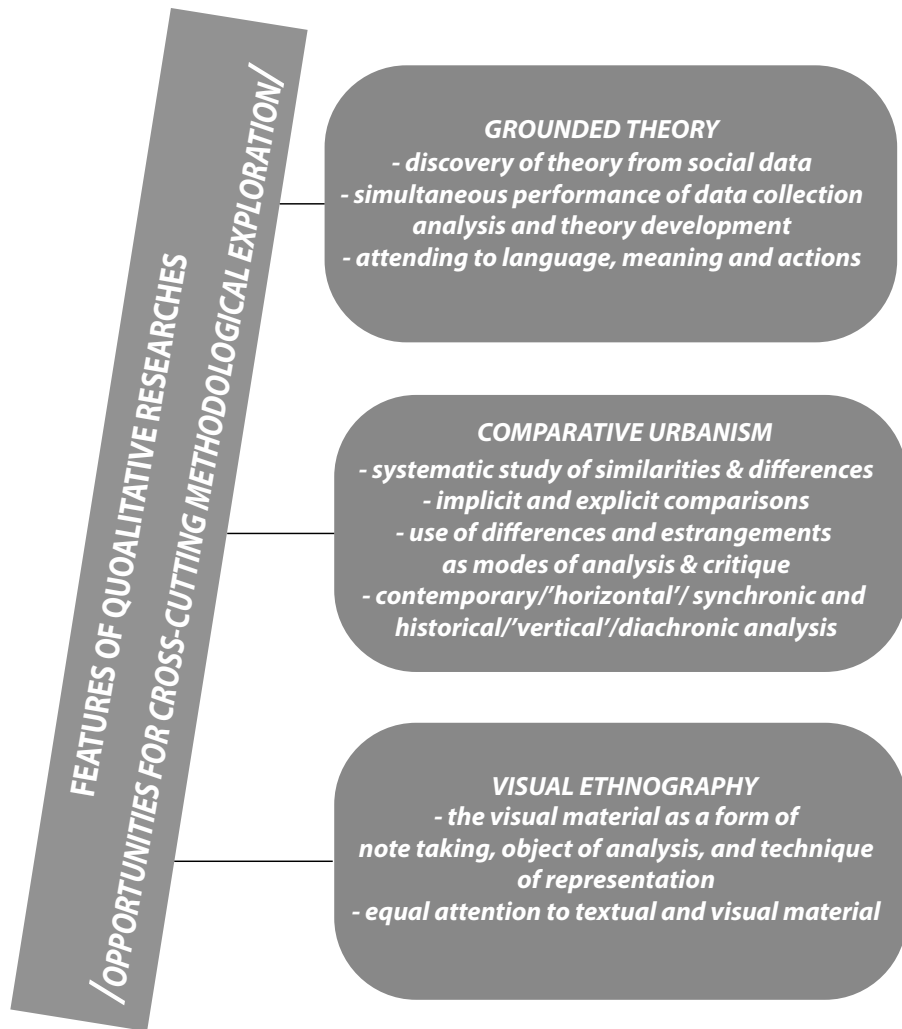 FEATURES OF QUOALITATIVE RESEARCHES
/OPPORTUNITIES FOR CROSS-CUTTING METHODOLOGICAL EXPLORATION/
GROUNDED THEORY
- discovery of theory from social data
- simultaneous performance of data collection
analysis and theory development
- attending to language, meaning and actions
COMPARATIVE URBANISM
- systematic study of similarities & differences
- implicit and explicit comparisons
- use of differences and estrangements
as modes of analysis & critique
- contemporary/’horizontal’/ synchronic and
historical/’vertical’/diachronic analysis
VISUAL ETHNOGRAPHY
- the visual material as a form of
note taking, object of analysis, and technique
of representation
- equal attention to textual and visual material